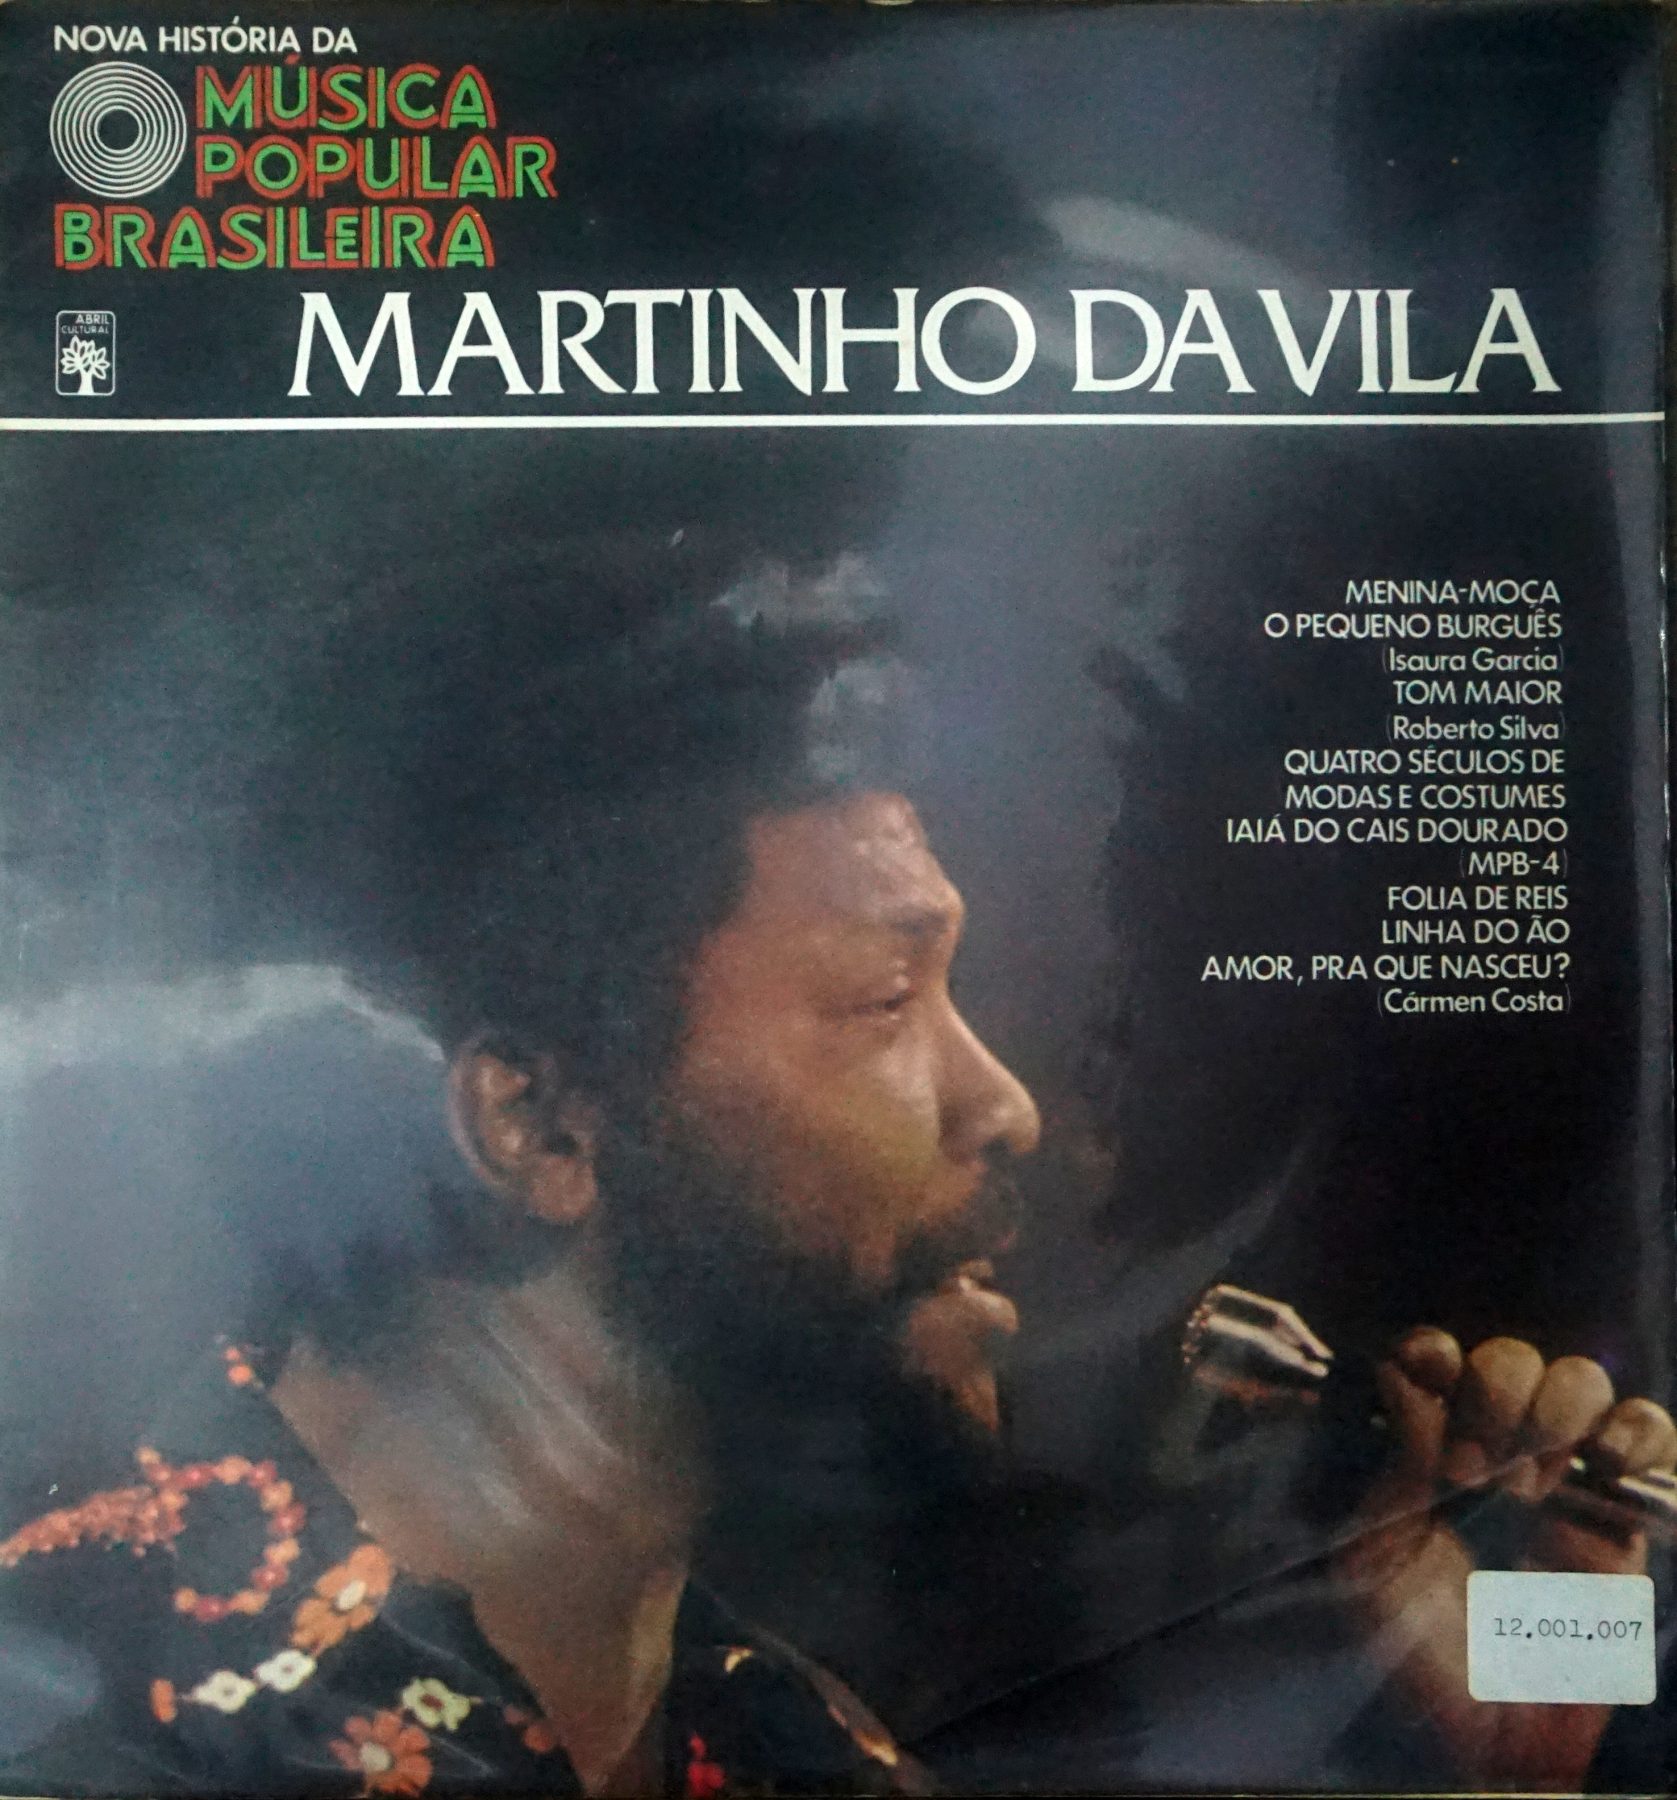 NOVA HISTÓRIA DA
MÚSICA
POPULAR
BRASILEIRA
ABRIL
CULTURAL
MARTINHO DA VILA
MENINA-MOÇA
O PEQUENO BURGUÊS
(Isaura Garcia)
TOM MAIOR
(Roberto Silva)
QUATRO SÉCULOS DE
MODAS E COSTUMES
IAIÁ DO CAIS DOURADO
(MPB-4)
FOLIA DE REIS
LINHA DO ÃO
AMOR, PRA QUE NASCEU?
(Cármen Costa)
12.001.007